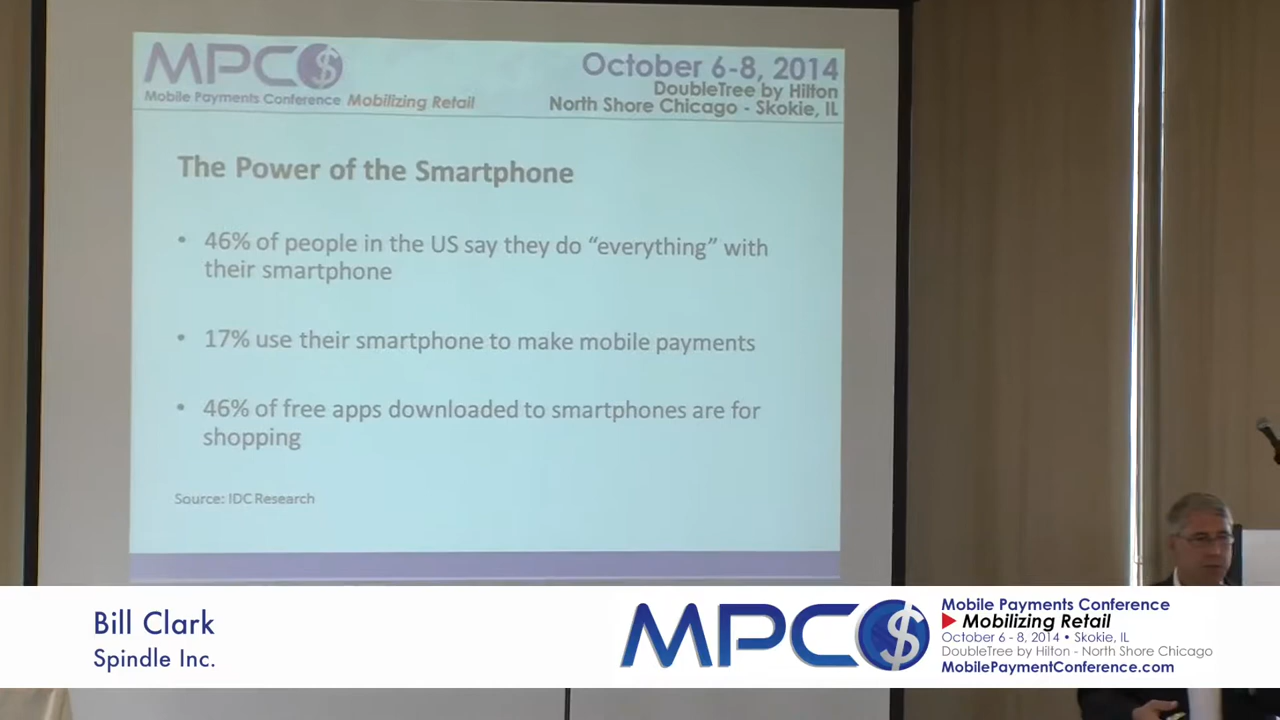 MPC$
Mobile Payments Conference Mobilizing Retail
October 6-8, 2014
DoubleTree by Hilton
North Shore Chicago - Skokie, IL
The Power of the Smartphone
• 46% of people in the US say they do “everything” with
their smartphone
• 17% use their smartphone to make mobile payments
• 46% of free apps downloaded to smartphones are for
shopping
Source: IDC Research
Bill Clark
Spindle Inc.
MPC$
Mobile Payments Conference
Mobilizing Retail
October 6 - 8, 2014 • Skokie, IL
DoubleTree by Hilton - North Shore Chicago
MobilePaymentConference.com